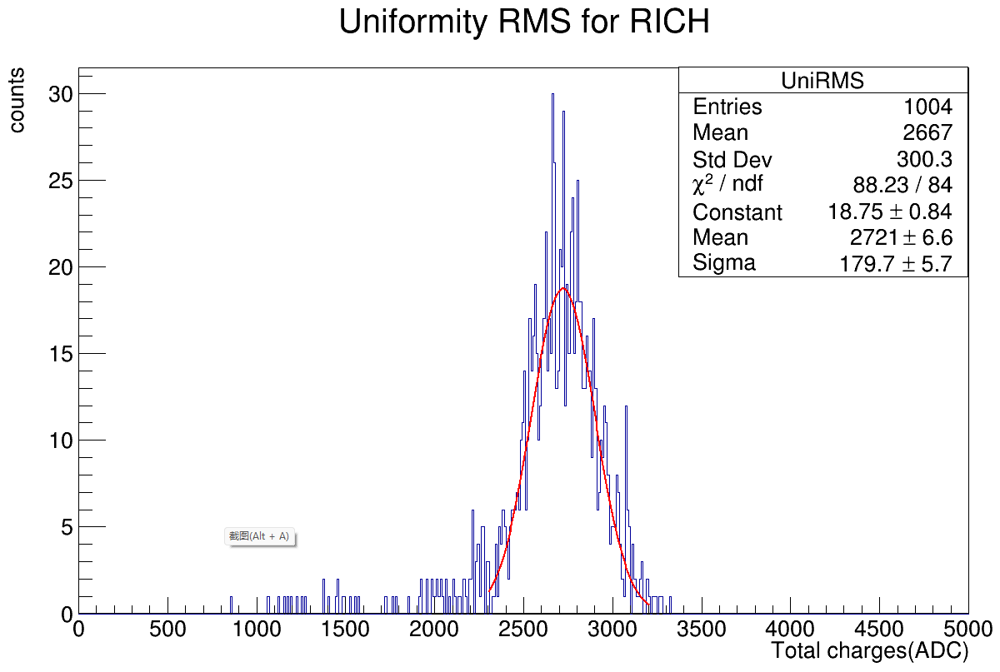 Uniformity RMS for RICH
counts
UniRMS
Entries 1004
Mean 2667
Std Dev 300.3
χ² / ndf 88.23 / 84
Constant 18.75 ± 0.84
Mean 2721 ± 6.6
Sigma 179.7 ± 5.7
30
25
20
15
10
5
0
截图(Alt + A)
0 500 1000 1500 2000 2500 3000 3500 4000 4500 5000
Total charges(ADC)